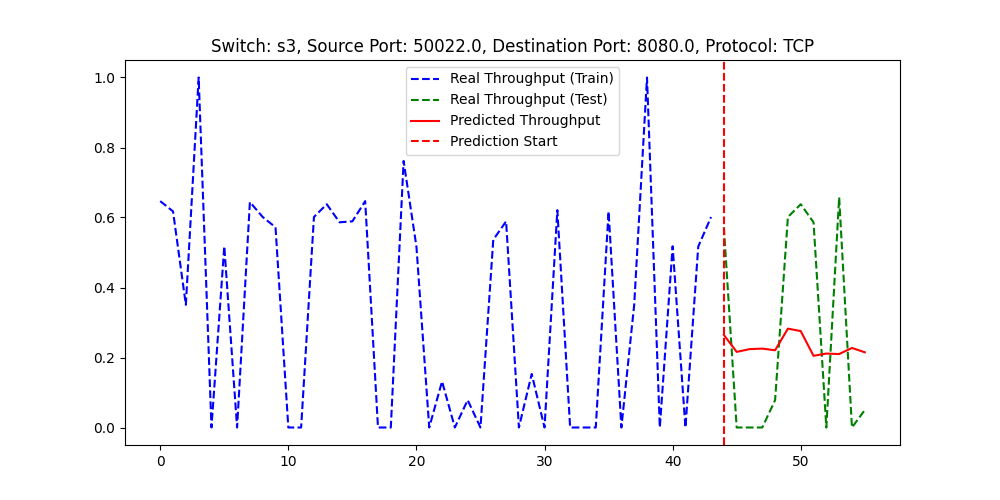 Switch: s3, Source Port: 50022.0, Destination Port: 8080.0, Protocol: TCP
Real Throughput (Train)
Real Throughput (Test)
Predicted Throughput
Prediction Start
1.0
0.8
0.6
0.4
0.2
0.0
0 10 20 30 40 50